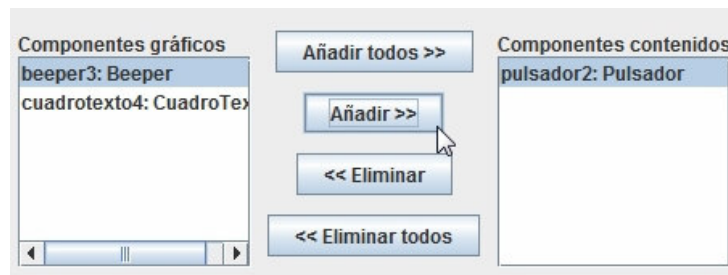 Componentes gráficos
beeper3: Beeper
cuadrotexto4: CuadroTex
Añadir todos >>
Añadir >>
<< Eliminar
<< Eliminar todos
Componentes contenidos
pulsador2: Pulsador